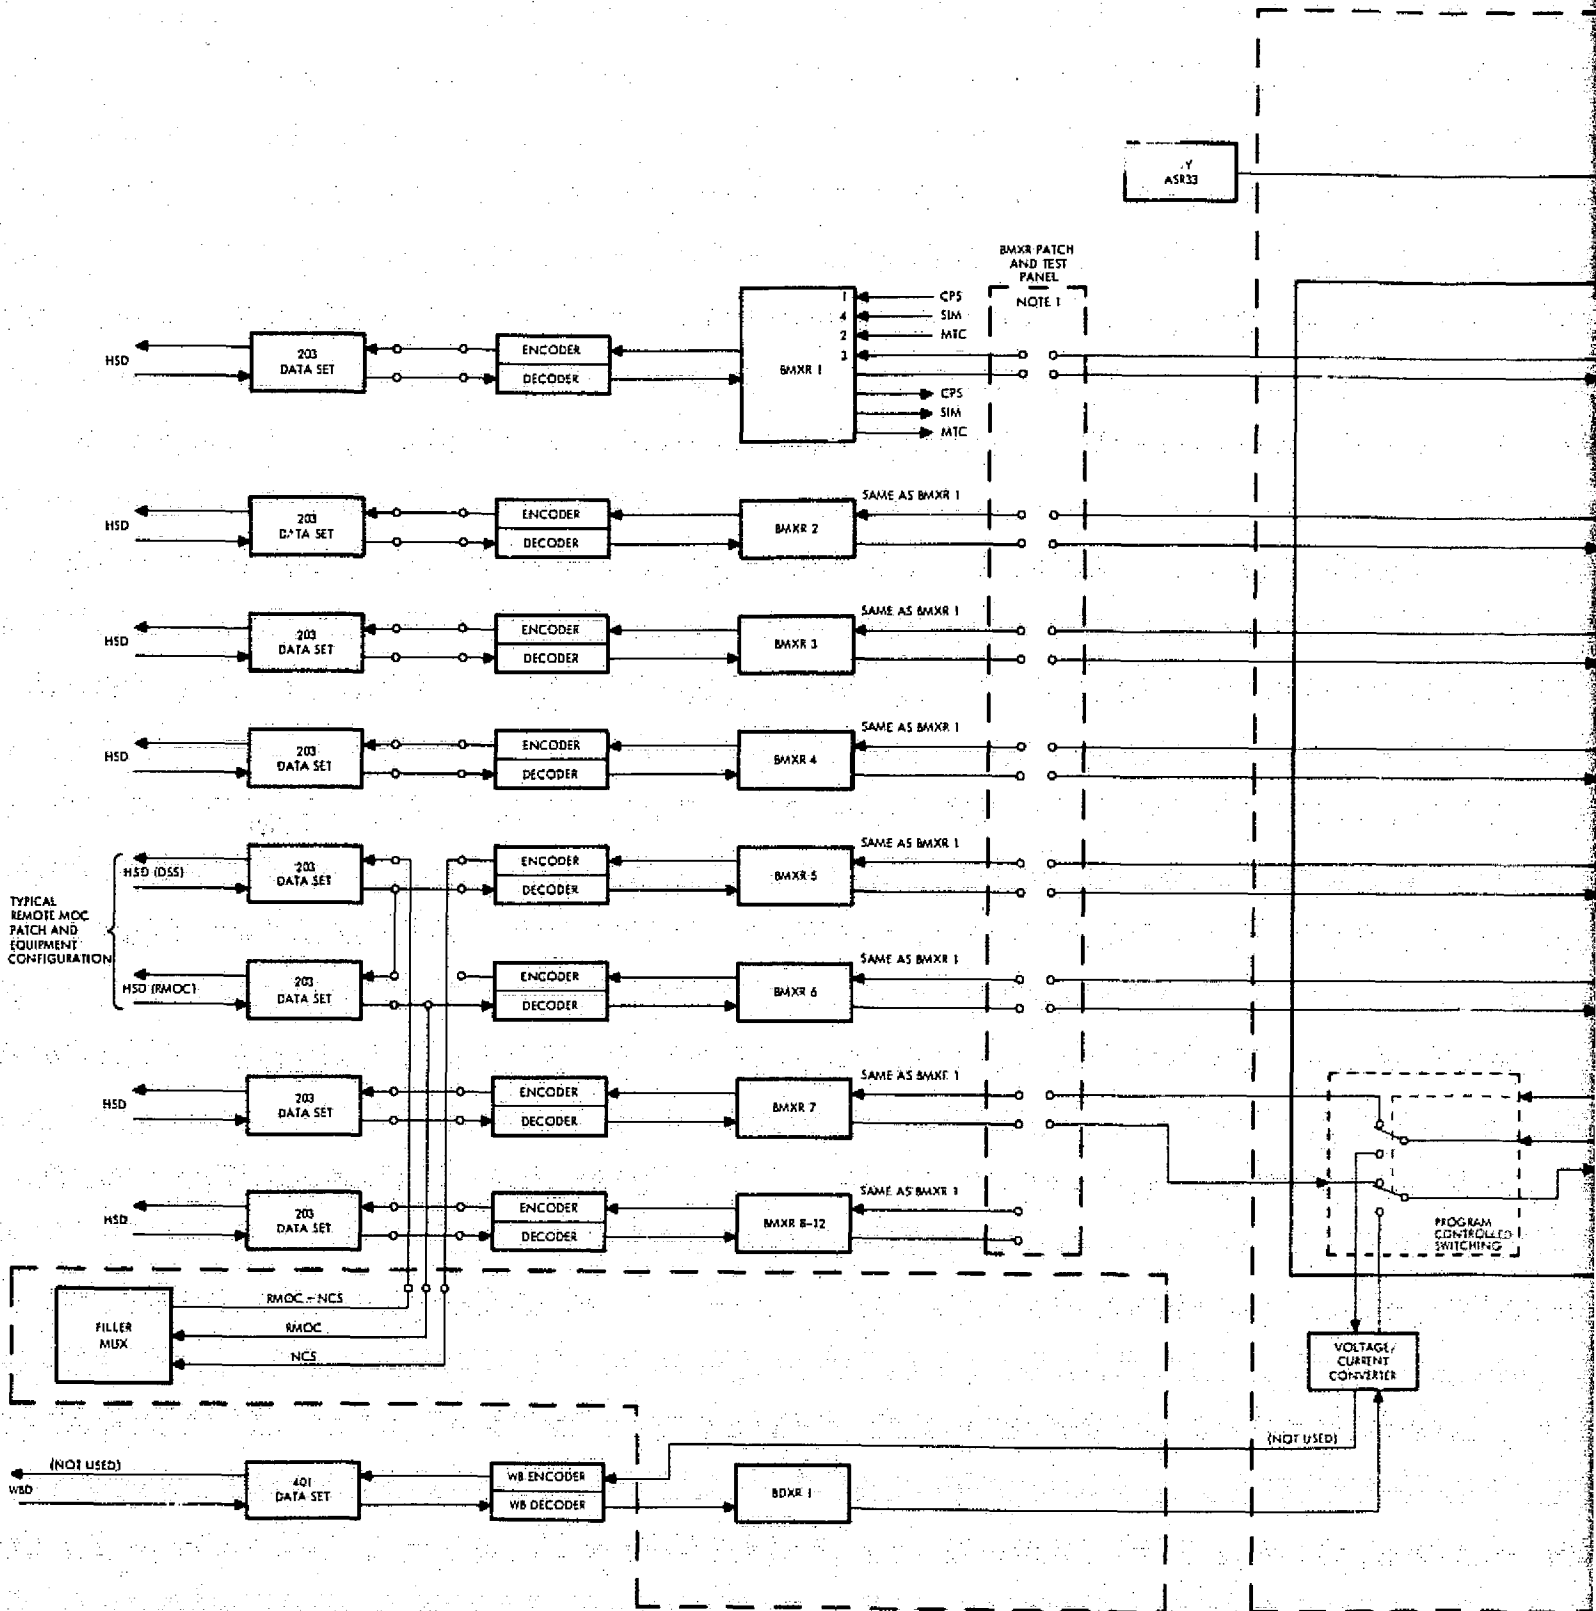 ASR33
BMXR PATCH
AND TEST
PANEL
NOTE 1
HSD
203
DATA SET
ENCODER
DECODER
BMXR 1
1
4
2
3
CPS
SIM
MTC
CPS
SIM
MTC
HSD
203
DATA SET
ENCODER
DECODER
BMXR 2
SAME AS BMXR 1
HSD
203
DATA SET
ENCODER
DECODER
BMXR 3
SAME AS BMXR 1
HSD
203
DATA SET
ENCODER
DECODER
BMXR 4
SAME AS BMXR 1
TYPICAL
REMOTE MOC
PATCH AND
EQUIPMENT
CONFIGURATION
HSD (DSS)
203
DATA SET
ENCODER
DECODER
BMXR 5
SAME AS BMXR 1
HSD (RMOC)
203
DATA SET
ENCODER
DECODER
BMXR 6
SAME AS BMXR 1
HSD
203
DATA SET
ENCODER
DECODER
BMXR 7
SAME AS BMXR 1
HSD
203
DATA SET
ENCODER
DECODER
BMXR 8-12
SAME AS BMXR 1
PROGRAM
CONTROLLED
SWITCHING
FILLER
MUX
RMOC - NCS
RMOC
NCS
VOLTAGE/
CURRENT
CONVERTER
(NOT USED)
(NOT USED)
WBD
401
DATA SET
WB ENCODER
WB DECODER
BDXR 1